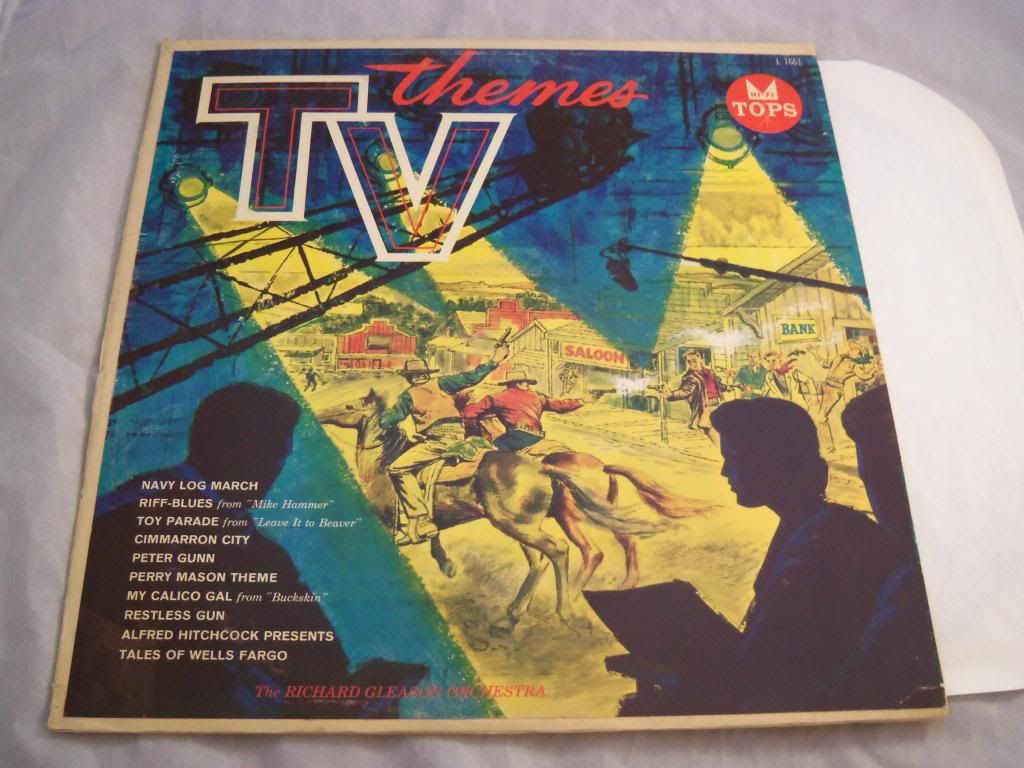 themes
TV
L 1661
HI-FI
TOPS
BANK
SALOON
NAVY LOG MARCH
RIFF-BLUES from "Mike Hammer"
TOY PARADE from "Leave It to Beaver"
CIMMARRON CITY
PETER GUNN
PERRY MASON THEME
MY CALICO GAL from "Buckskin"
RESTLESS GUN
ALFRED HITCHCOCK PRESENTS
TALES OF WELLS FARGO
The RICHARD GLEASON ORCHESTRA